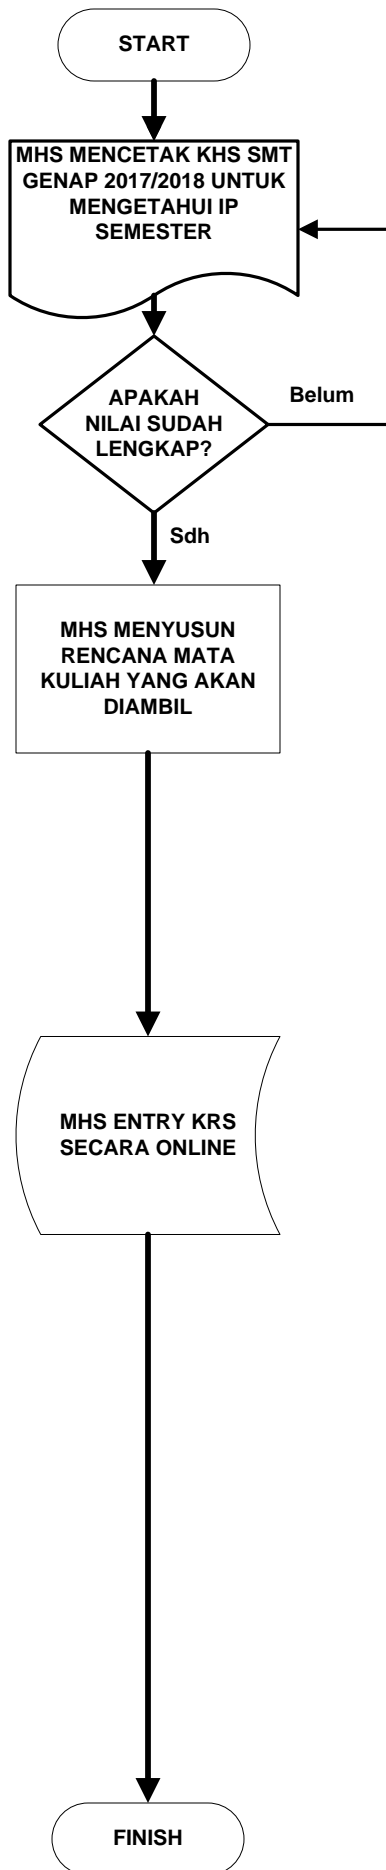 START
MHS MENCETAK KHS SMT
GENAP 2017/2018 UNTUK
MENGETAHUI IP
SEMESTER
APAKAH
NILAI SUDAH
LENGKAP?
Belum
Sdh
MHS MENYUSUN
RENCANA MATA
KULIAH YANG AKAN
DIAMBIL
MHS ENTRY KRS
SECARA ONLINE
FINISH